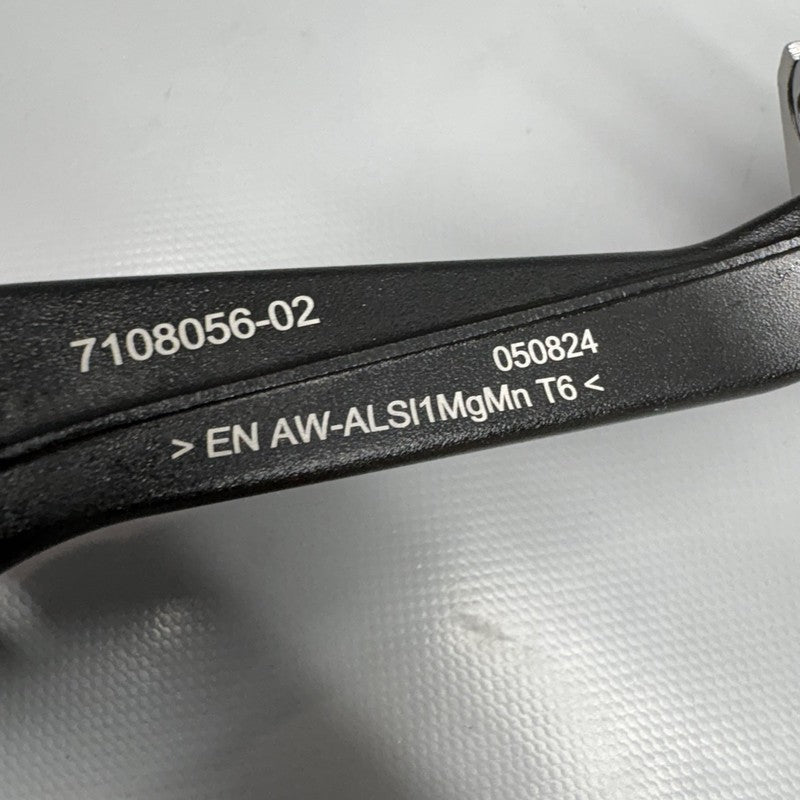 7108056-02
050824
> EN AW-ALSI1MgMn T6 <